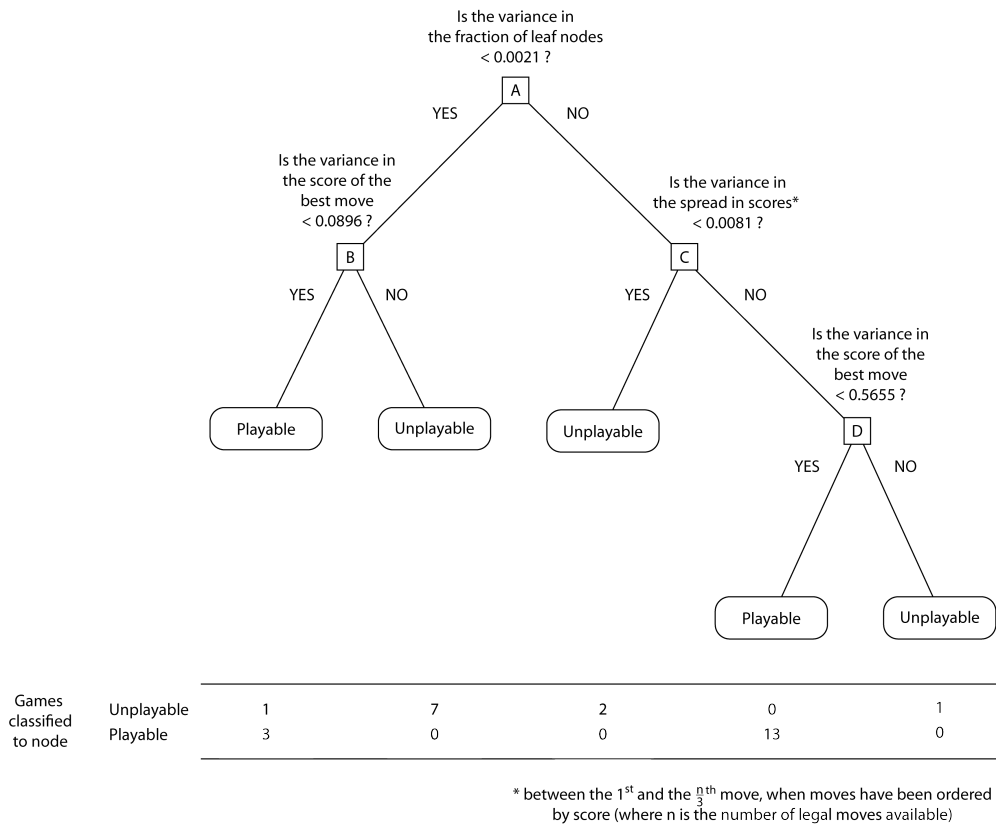 Is the variance in
the fraction of leaf nodes
< 0.0021 ?
A
YES
NO
Is the variance in
the score of the
best move
< 0.0896 ?
Is the variance in
the spread in scores*
< 0.0081 ?
B
C
YES
NO
YES
NO
Is the variance in
the score of the
best move
< 0.5655 ?
Playable
Unplayable
Unplayable
D
YES
NO
Playable
Unplayable
Games
classified
to node
Unplayable 1 7 2 0 1
Playable 3 0 0 13 0
* between the 1st and the n/3 th move, when moves have been ordered
by score (where n is the number of legal moves available)